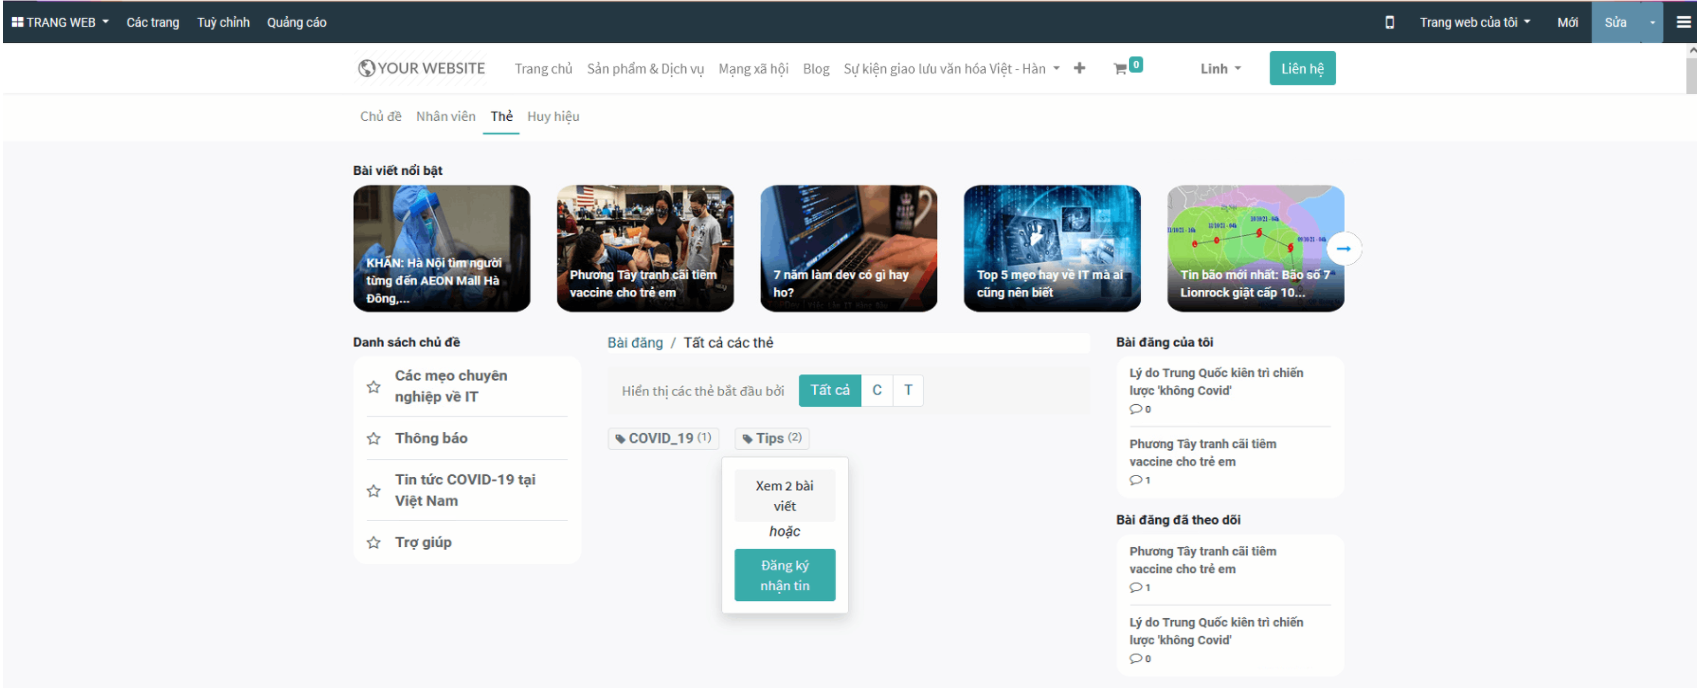 TRANG WEB Các trang Tuỳ chỉnh Quảng cáo Trang web của tôi Mới Sửa
YOUR WEBSITE Trang chủ Sản phẩm & Dịch vụ Mạng xã hội Blog Sự kiện giao lưu văn hóa Việt - Hàn 0 Linh Liên hệ
Chủ đề Nhân viên Thẻ Huy hiệu
Bài viết nổi bật
KHẨN: Hà Nội tìm người
từng đến AEON Mall Hà
Đông,...
Phương Tây tranh cãi tiêm
vaccine cho trẻ em
7 năm làm dev có gì hay
ho?
Top 5 mẹo hay về IT mà ai
cũng nên biết
Tin bão mới nhất: Bão số 7
Lionrock giật cấp 10...
Danh sách chủ đề
Các mẹo chuyên
nghiệp về IT
Thông báo
Tin tức COVID-19 tại
Việt Nam
Trợ giúp
Bài đăng / Tất cả các thẻ
Hiển thị các thẻ bắt đầu bởi Tất cả C T
COVID_19 (1) Tips (2)
Xem 2 bài
viết
hoặc
Đăng ký
nhận tin
Bài đăng của tôi
Lý do Trung Quốc kiên trì chiến
lược 'không Covid'
0
Phương Tây tranh cãi tiêm
vaccine cho trẻ em
1
Bài đăng đã theo dõi
Phương Tây tranh cãi tiêm
vaccine cho trẻ em
1
Lý do Trung Quốc kiên trì chiến
lược 'không Covid'
0